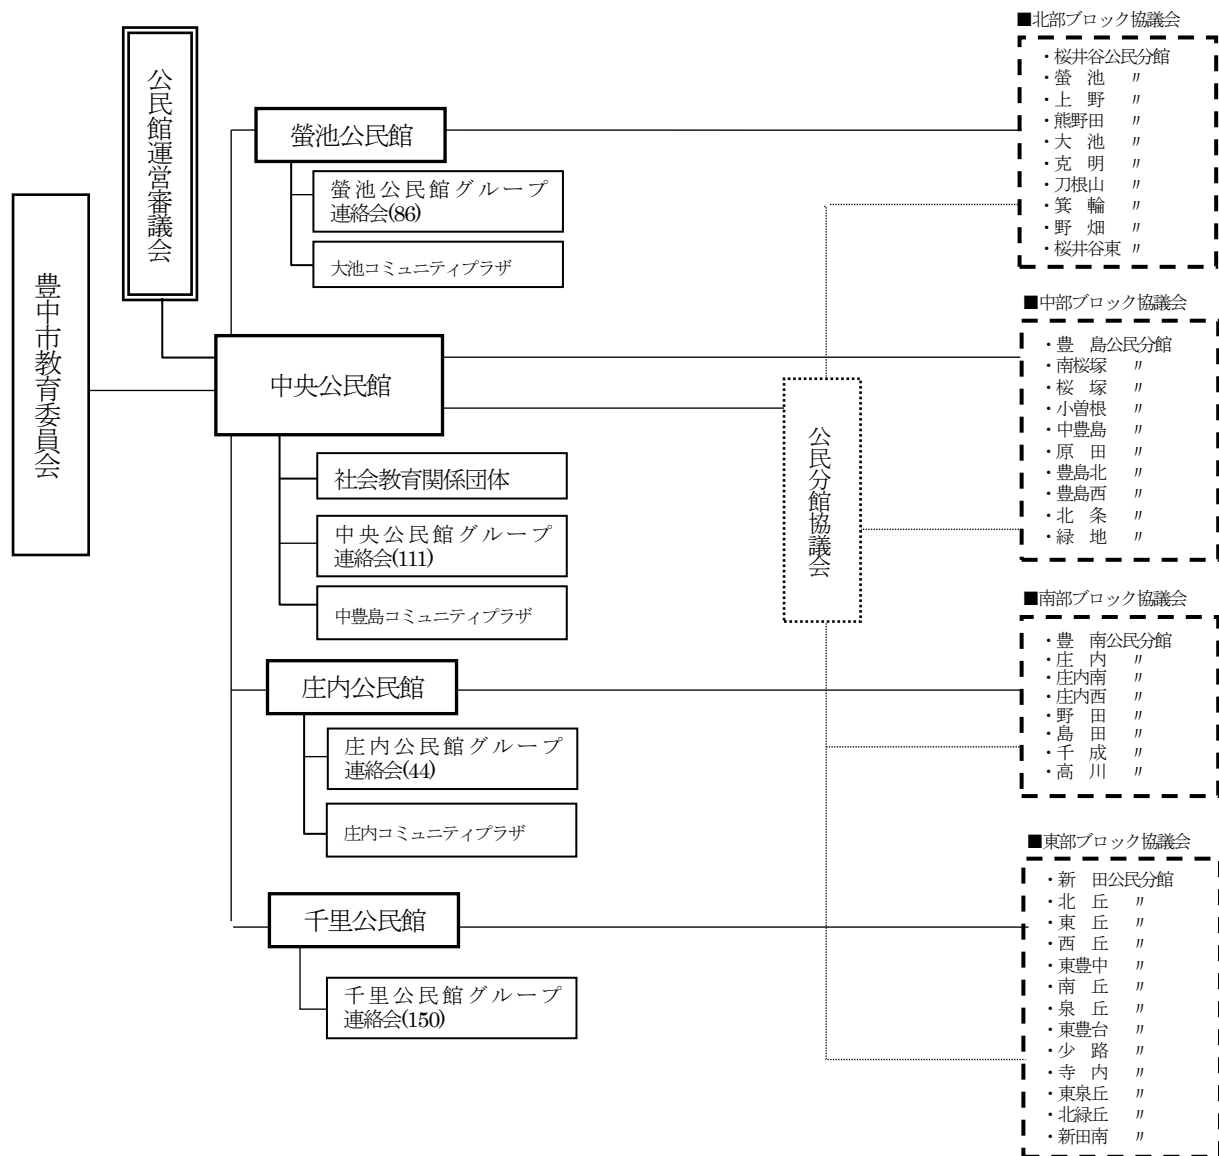 豊中市教育委員会
公民館運営審議会
螢池公民館
螢池公民館グループ
連絡会(86)
大池コミュニティプラザ
中央公民館
社会教育関係団体
中央公民館グループ
連絡会(111)
中豊島コミュニティプラザ
庄内公民館
庄内公民館グループ
連絡会(44)
庄内コミュニティプラザ
千里公民館
千里公民館グループ
連絡会(150)
公民分館協議会
■北部ブロック協議会
・桜井谷公民分館
・螢　池　〃
・上　野　〃
・熊野田　〃
・大　池　〃
・克　明　〃
・刀根山　〃
・箕　輪　〃
・野　畑　〃
・桜井谷東 〃
■中部ブロック協議会
・豊　島公民分館
・南桜塚　〃
・桜　塚　〃
・小曽根　〃
・中豊島　〃
・原　田　〃
・豊島北　〃
・豊島西　〃
・北　条　〃
・緑　地　〃
■南部ブロック協議会
・豊　南公民分館
・庄　内　〃
・庄内南　〃
・庄内西　〃
・野　田　〃
・島　田　〃
・千　成　〃
・高　川　〃
■東部ブロック協議会
・新　田公民分館
・北　丘　〃
・東　丘　〃
・西　丘　〃
・東豊中　〃
・南　丘　〃
・泉　丘　〃
・東豊台　〃
・少　路　〃
・寺　内　〃
・東泉丘　〃
・北緑丘　〃
・新田南　〃